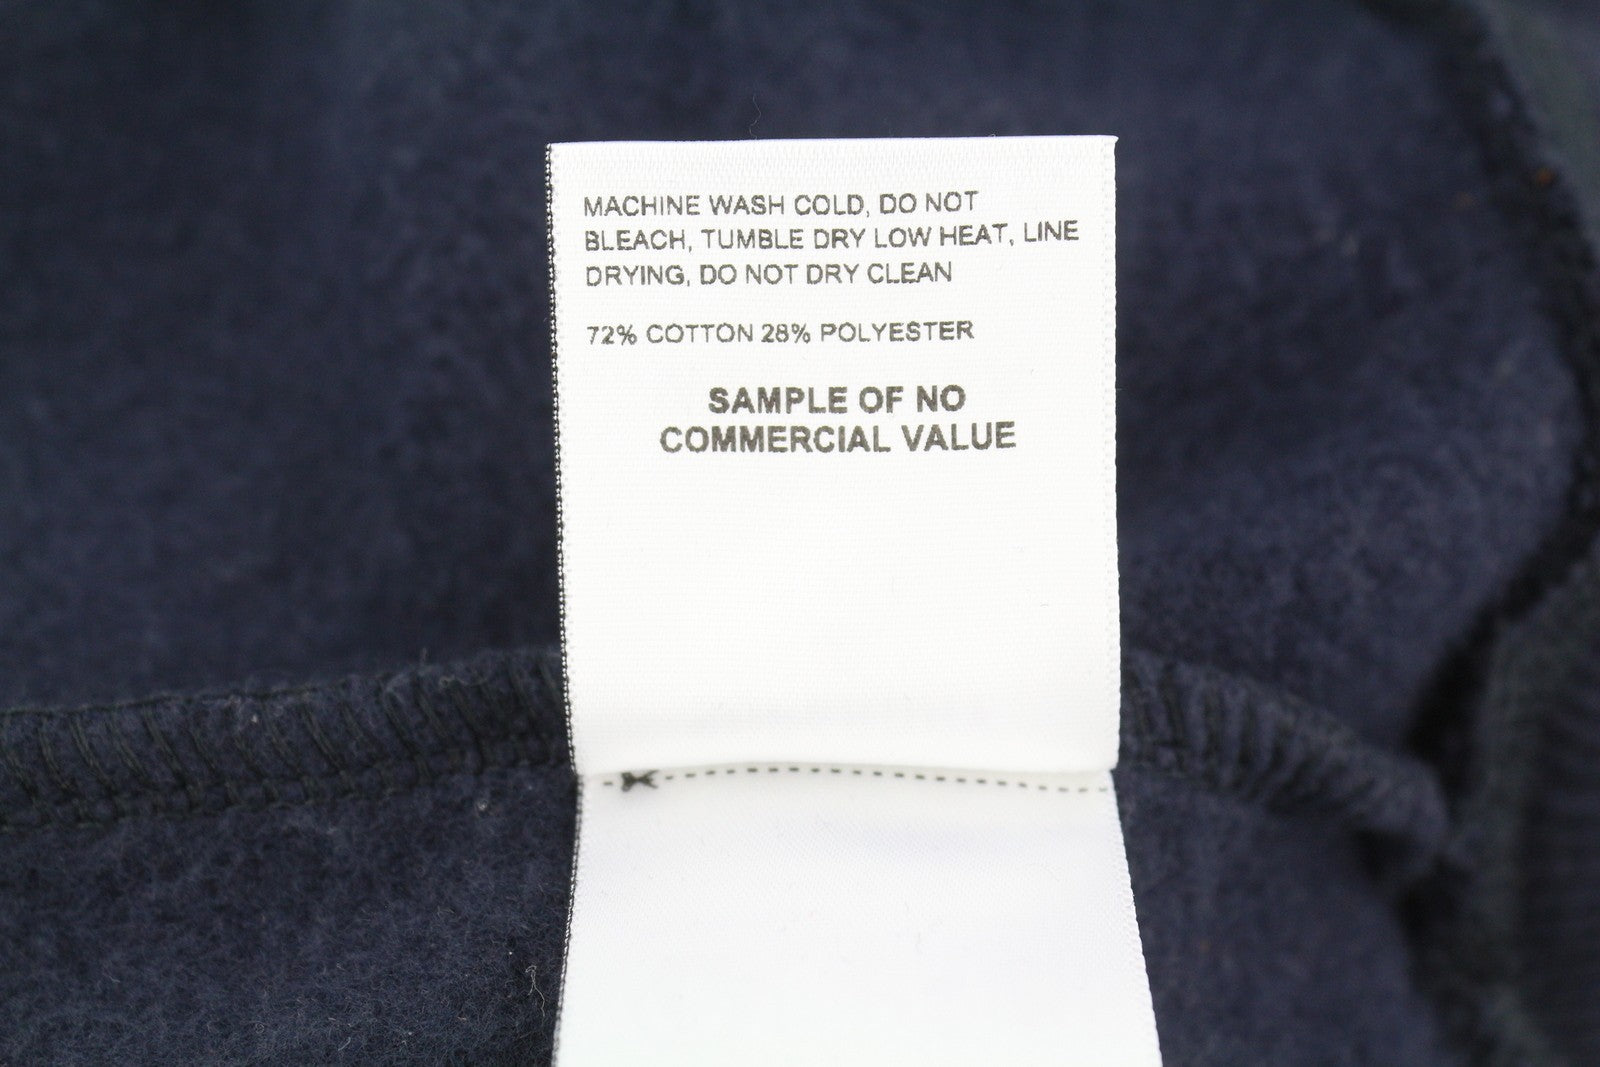 MACHINE WASH COLD, DO NOT
BLEACH, TUMBLE DRY LOW HEAT, LINE
DRYING, DO NOT DRY CLEAN
72% COTTON 28% POLYESTER
SAMPLE OF NO
COMMERCIAL VALUE